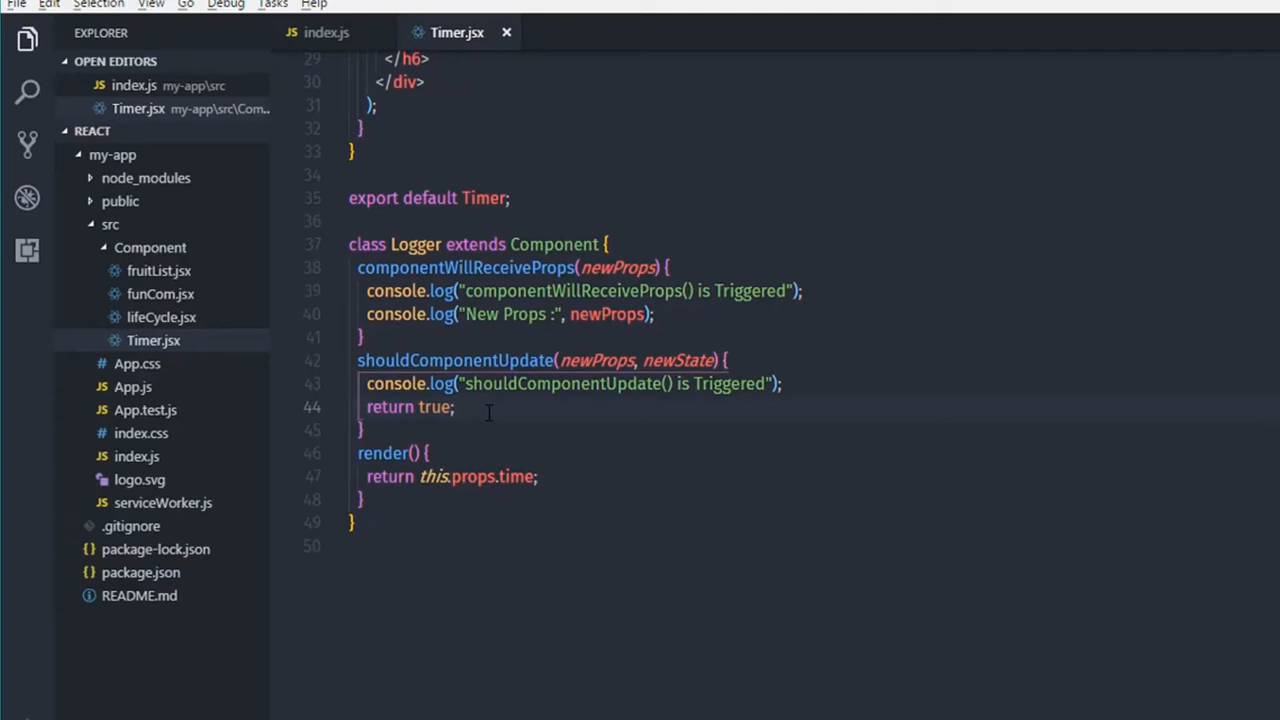 File Edit Selection View Go Debug Tasks Help
EXPLORER
OPEN EDITORS
JS index.js my-app\src
Timer.jsx my-app\src\Com...
REACT
my-app
node_modules
public
src
Component
fruitList.jsx
funCom.jsx
lifeCycle.jsx
Timer.jsx
App.css
JS App.js
JS App.test.js
index.css
JS index.js
logo.svg
JS serviceWorker.js
.gitignore
{} package-lock.json
{} package.json
README.md
JS index.js Timer.jsx ×
29 </h6>
30 </div>
31 );
32 }
33 }
34
35 export default Timer;
36
37 class Logger extends Component {
38 componentWillReceiveProps(newProps) {
39 console.log("componentWillReceiveProps() is Triggered");
40 console.log("New Props :", newProps);
41 }
42 shouldComponentUpdate(newProps, newState) {
43 console.log("shouldComponentUpdate() is Triggered");
44 return true;
45 }
46 render() {
47 return this.props.time;
48 }
49 }
50